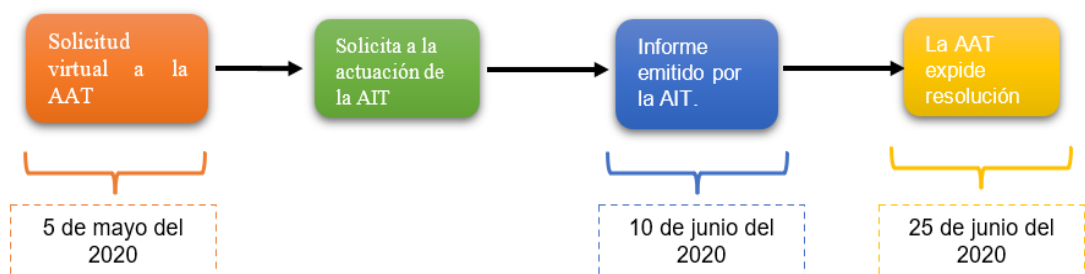 Solicitud
virtual a la
AAT
Solicita a la
actuación de
la AIT
Informe
emitido por
la AIT.
La AAT
expide
resolución
5 de mayo del
2020
10 de junio del
2020
25 de junio del
2020